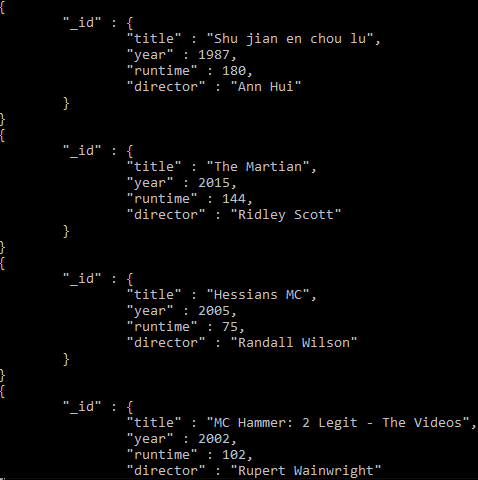 {
        "_id" : {
                "title" : "Shu jian en chou lu",
                "year" : 1987,
                "runtime" : 180,
                "director" : "Ann Hui"
        }
}
{
        "_id" : {
                "title" : "The Martian",
                "year" : 2015,
                "runtime" : 144,
                "director" : "Ridley Scott"
        }
}
{
        "_id" : {
                "title" : "Hessians MC",
                "year" : 2005,
                "runtime" : 75,
                "director" : "Randall Wilson"
        }
}
{
        "_id" : {
                "title" : "MC Hammer: 2 Legit - The Videos",
                "year" : 2002,
                "runtime" : 102,
                "director" : "Rupert Wainwright"